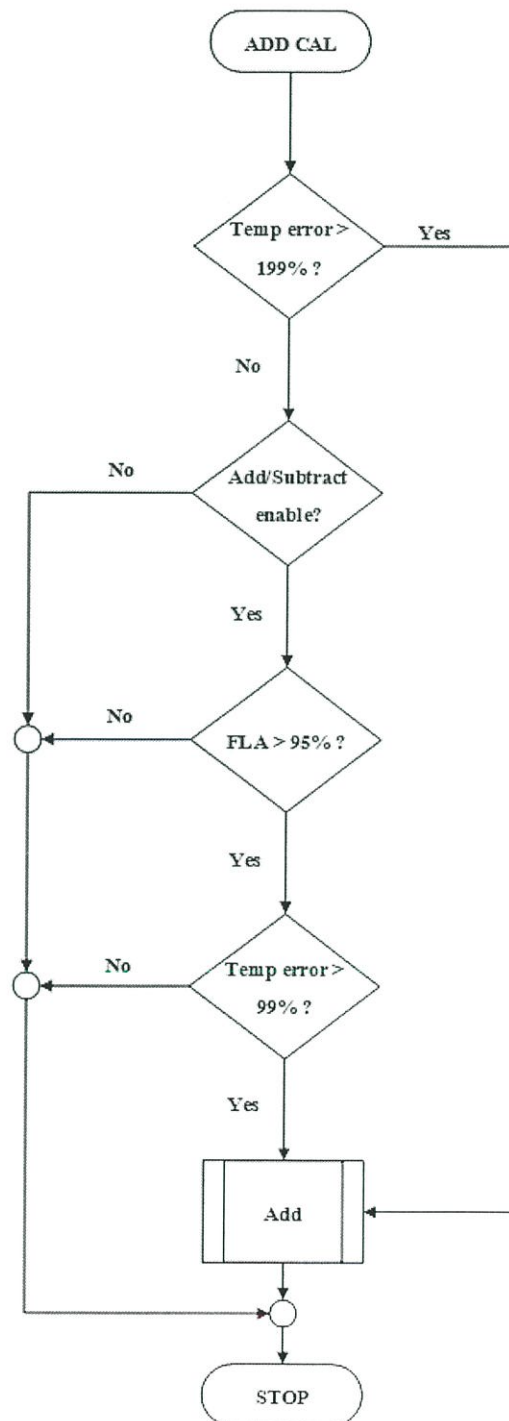 ADD CAL
Temp error >
199% ?
Yes
No
Add/Subtract
enable?
No
Yes
FLA > 95% ?
No
Yes
Temp error >
99% ?
No
Yes
Add
STOP